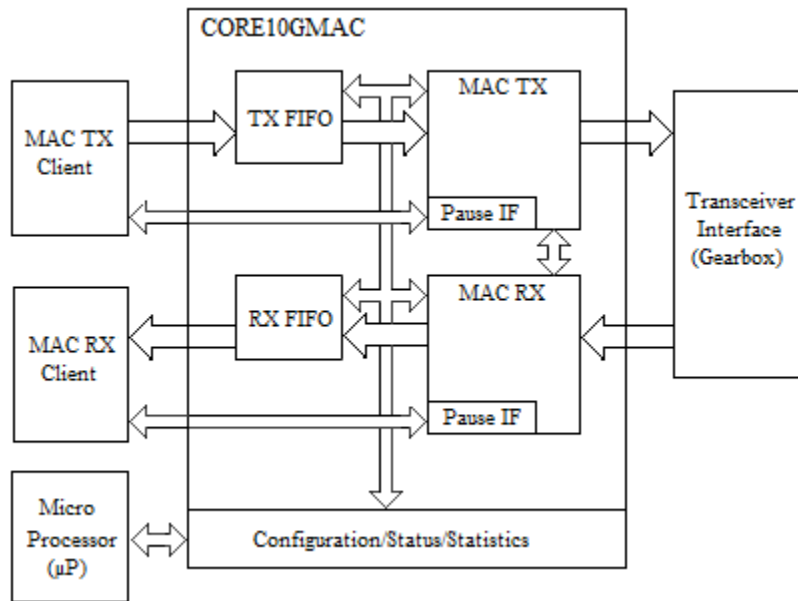 CORE10GMAC
MAC TX
Client
TX FIFO
MAC TX
Pause IF
Transceiver
Interface
(Gearbox)
MAC RX
Client
RX FIFO
MAC RX
Pause IF
Micro
Processor
(µP)
Configuration/Status/Statistics